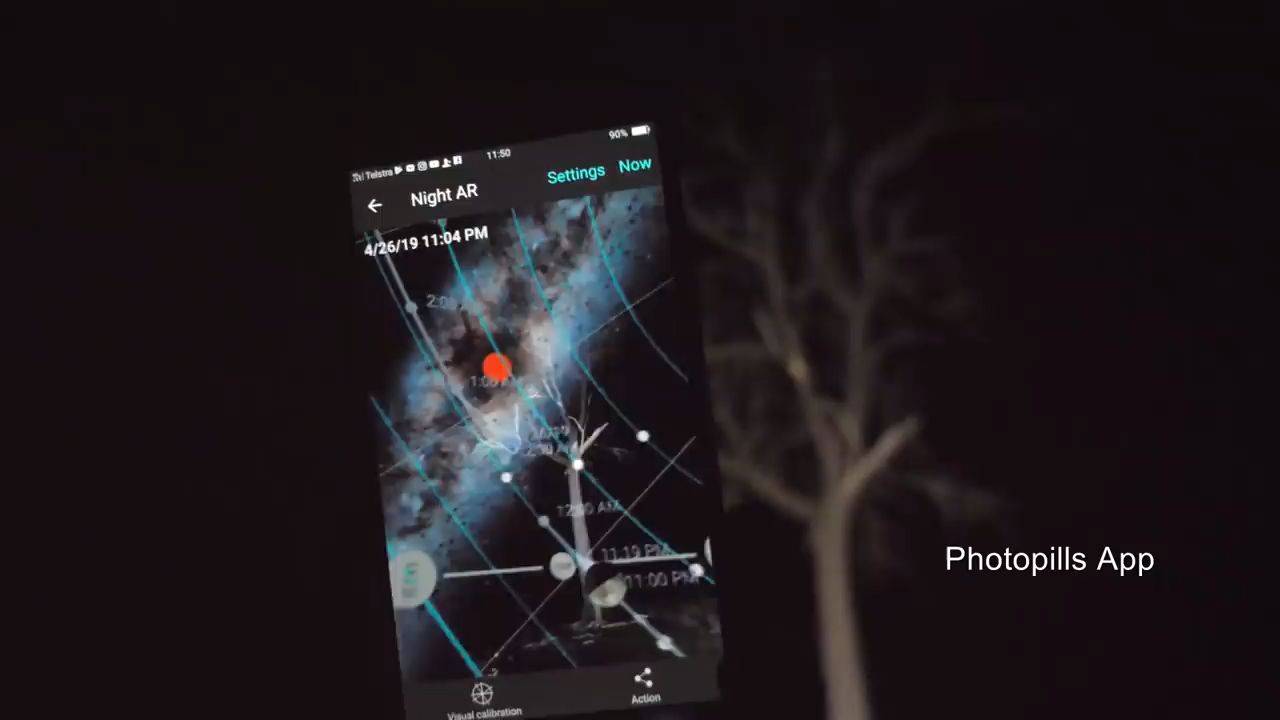 Telstra 11:50 90%
Night AR Settings Now
4/26/19 11:04 PM
12:00 AM
11:19 PM
11:00 PM
Visual calibration Action
Photopills App